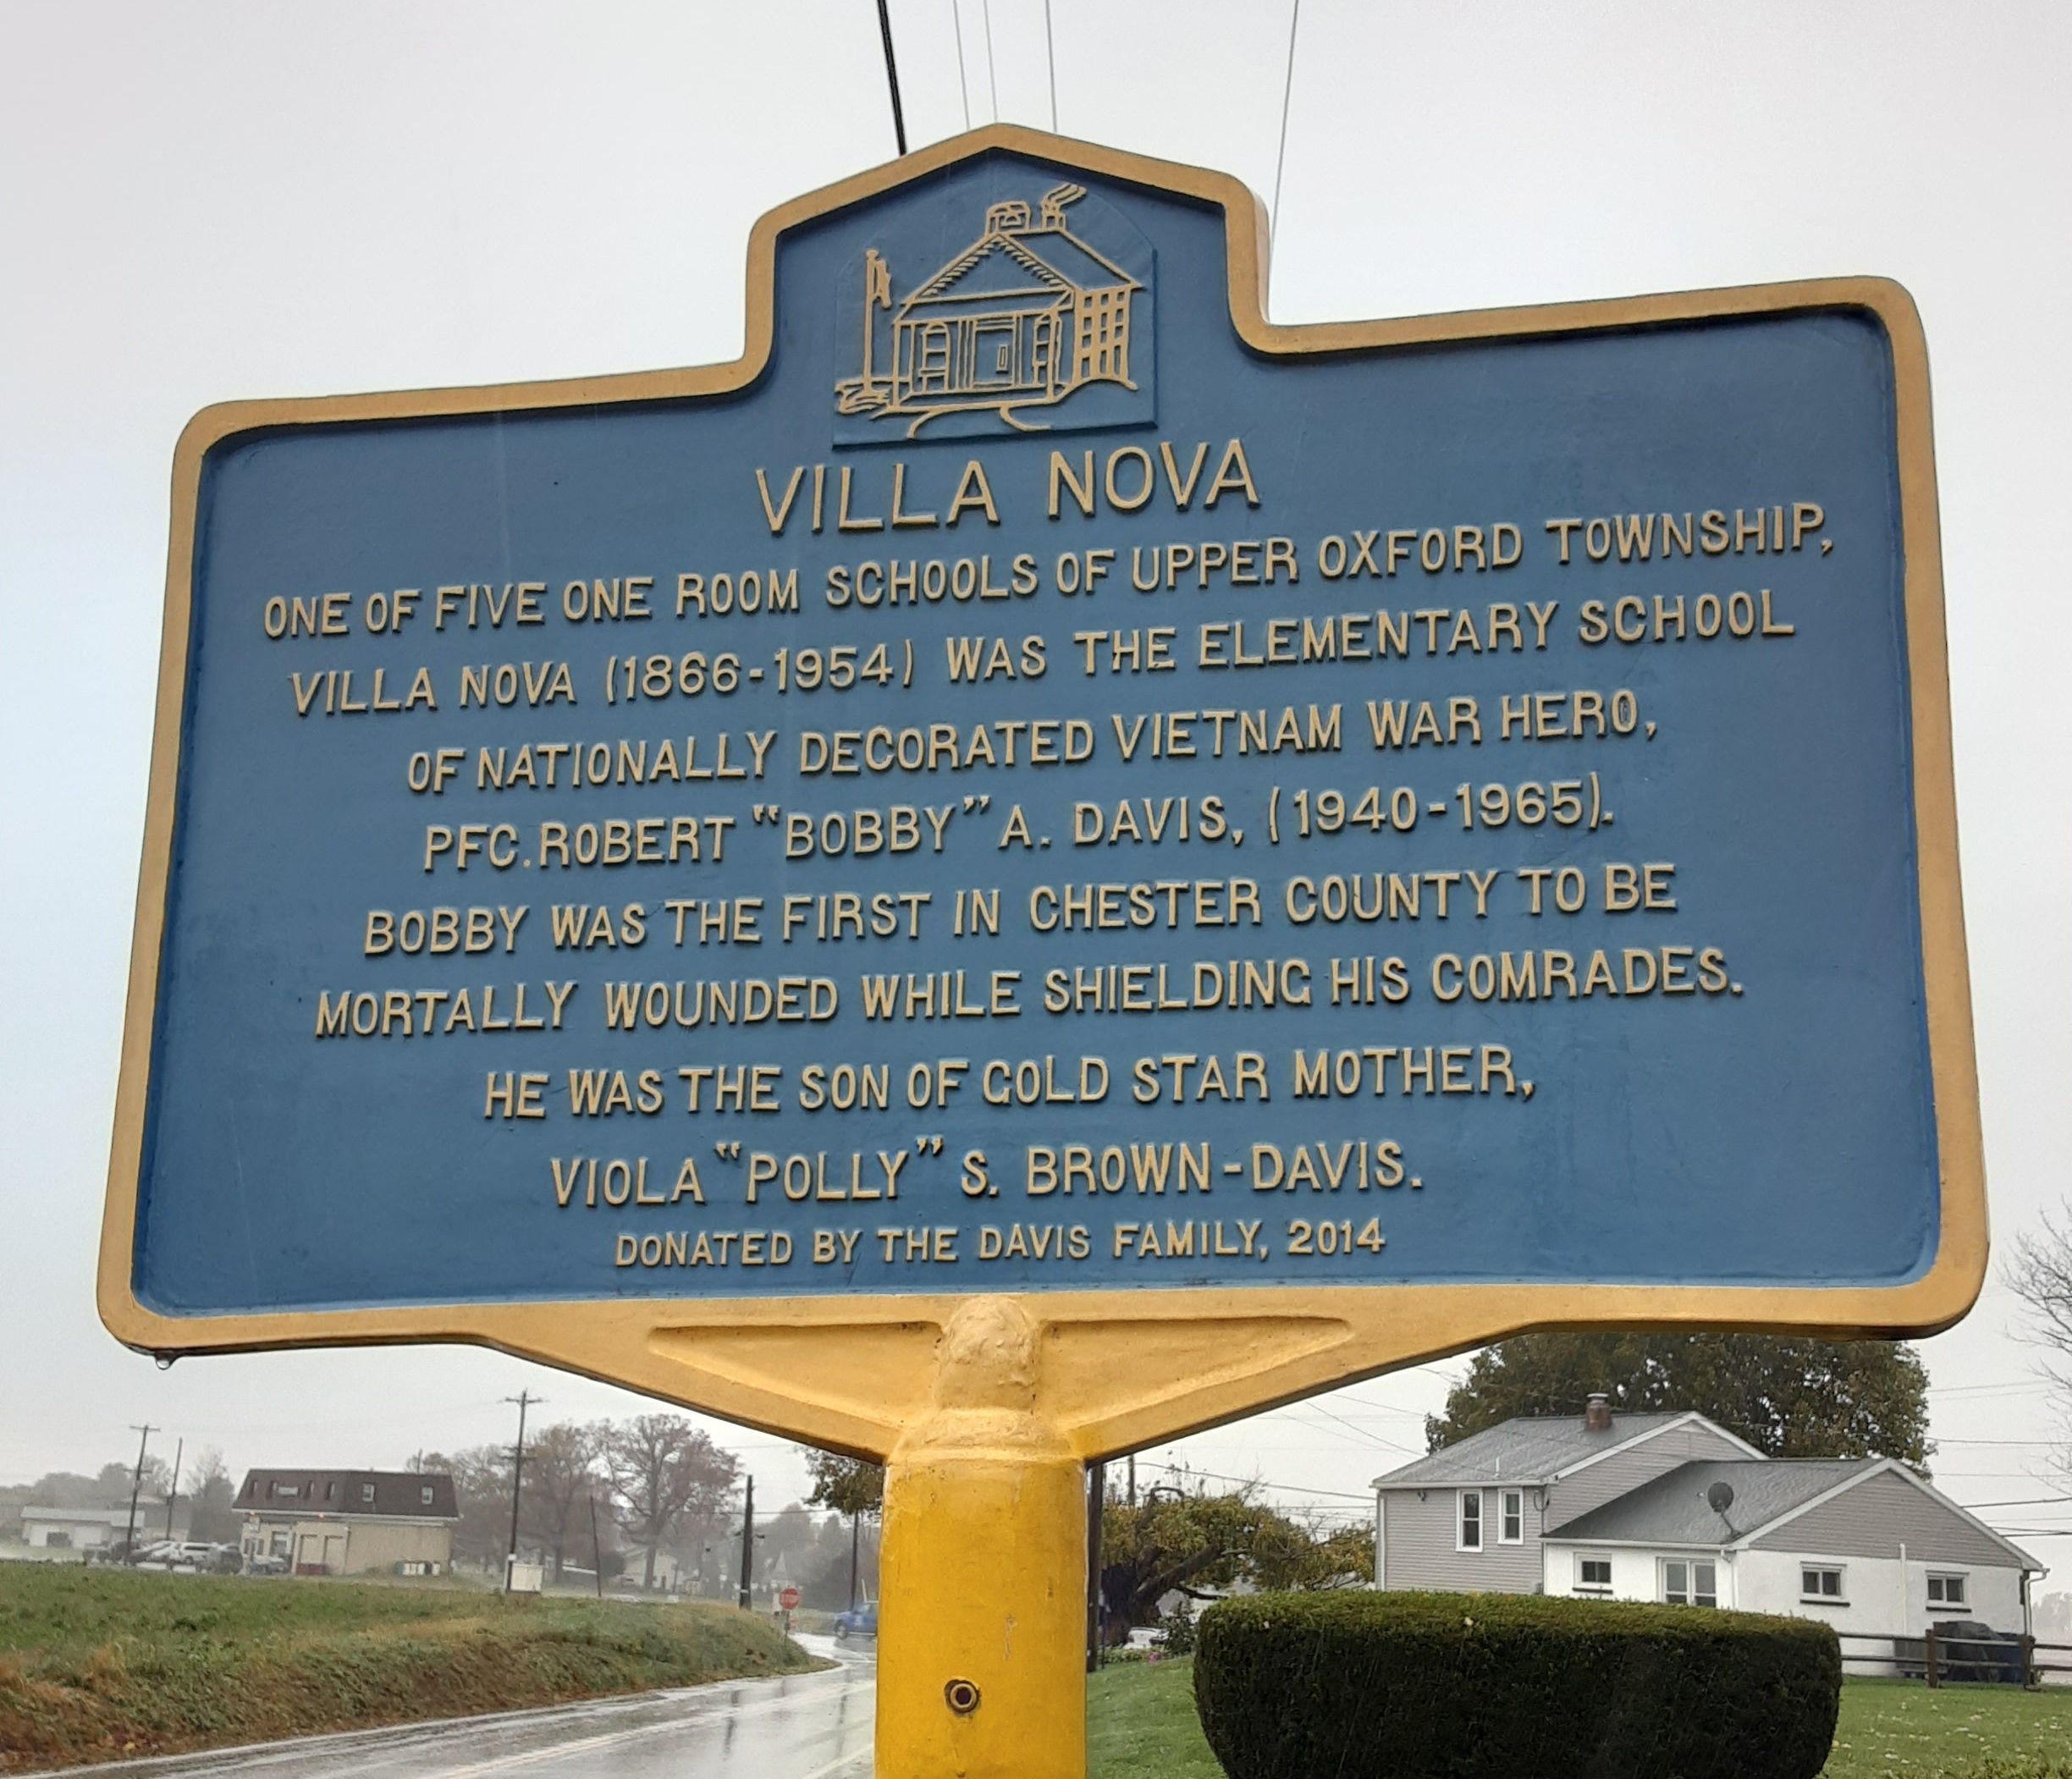 VILLA NOVA
ONE OF FIVE ONE ROOM SCHOOLS OF UPPER OXFORD TOWNSHIP,
VILLA NOVA (1866-1954) WAS THE ELEMENTARY SCHOOL
OF NATIONALLY DECORATED VIETNAM WAR HERO,
PFC. ROBERT "BOBBY" A. DAVIS, (1940-1965).
BOBBY WAS THE FIRST IN CHESTER COUNTY TO BE
MORTALLY WOUNDED WHILE SHIELDING HIS COMRADES.
HE WAS THE SON OF GOLD STAR MOTHER,
VIOLA "POLLY" S. BROWN-DAVIS.
DONATED BY THE DAVIS FAMILY, 2014
STOP